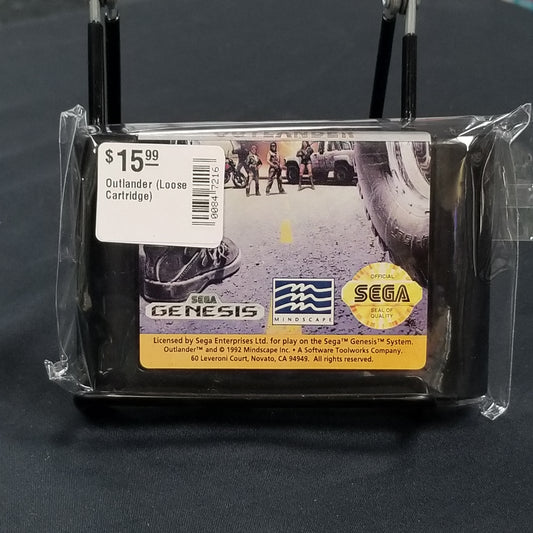 OUTLANDER
$15.99
Outlander (Loose
Cartridge)
00847216
SEGA
GENESIS
MINDSCAPE
OFFICIAL
SEGA
SEAL OF
QUALITY
Licensed by Sega Enterprises Ltd. for play on the Sega™ Genesis™ System.
Outlander™ and © 1992 Mindscape Inc. • A Software Toolworks Company.
60 Leveroni Court, Novato, CA 94949. All rights reserved.